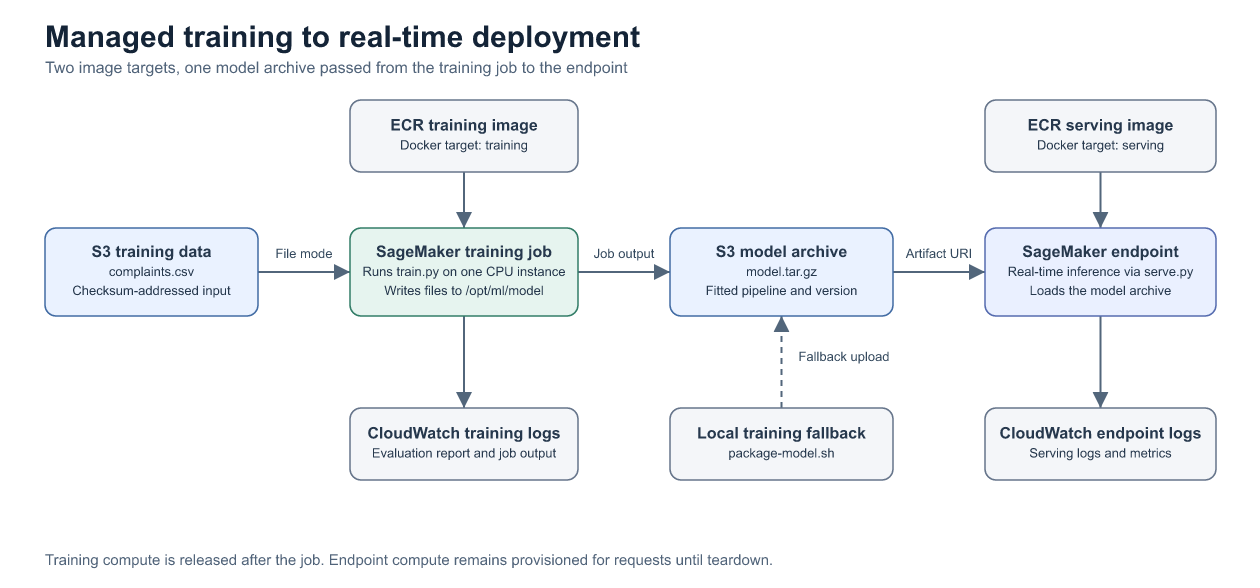 Managed training to real-time deployment
Two image targets, one model archive passed from the training job to the endpoint
ECR training image
Docker target: training
ECR serving image
Docker target: serving
S3 training data
complaints.csv
Checksum-addressed input
File mode
SageMaker training job
Runs train.py on one CPU instance
Writes files to /opt/ml/model
Job output
S3 model archive
model.tar.gz
Fitted pipeline and version
Artifact URI
SageMaker endpoint
Real-time inference via serve.py
Loads the model archive
Fallback upload
CloudWatch training logs
Evaluation report and job output
Local training fallback
package-model.sh
CloudWatch endpoint logs
Serving logs and metrics
Training compute is released after the job. Endpoint compute remains provisioned for requests until teardown.